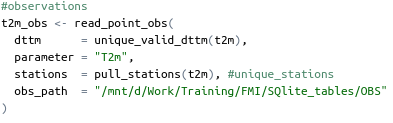 #observations
t2m_obs <- read_point_obs(
  dttm      = unique_valid_dttm(t2m),
  parameter = "T2m",
  stations  = pull_stations(t2m), #unique_stations
  obs_path  = "/mnt/d/Work/Training/FMI/SQlite_tables/OBS"
)